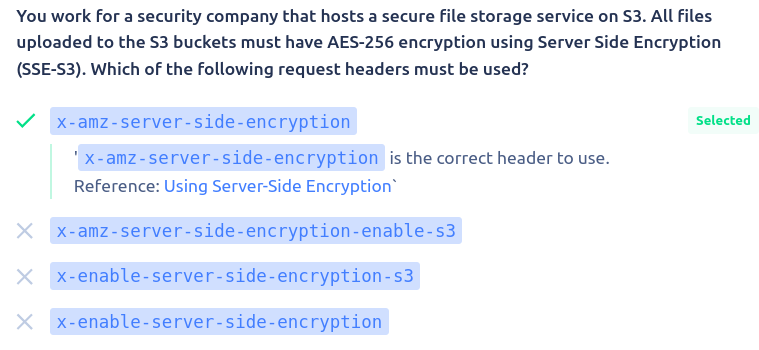 You work for a security company that hosts a secure file storage service on S3. All files
uploaded to the S3 buckets must have AES-256 encryption using Server Side Encryption
(SSE-S3). Which of the following request headers must be used?
x-amz-server-side-encryption
Selected
'x-amz-server-side-encryption is the correct header to use.
Reference: Using Server-Side Encryption`
x-amz-server-side-encryption-enable-s3
x-enable-server-side-encryption-s3
x-enable-server-side-encryption